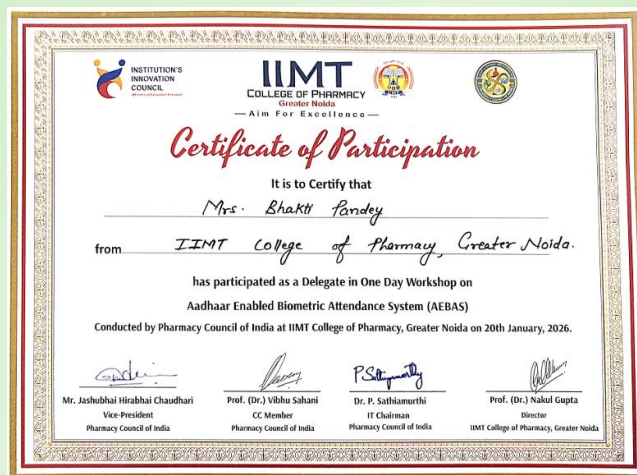 INSTITUTION'S
INNOVATION
COUNCIL
IIMT
COLLEGE OF PHARMACY
Greater Noida
Aim For Excellence
Certificate of Participation
It is to Certify that
Mrs. Bhakti Pandey
from IIMT College of Pharmacy, Greater Noida.
has participated as a Delegate in One Day Workshop on
Aadhaar Enabled Biometric Attendance System (AEBAS)
Conducted by Pharmacy Council of India at IIMT College of Pharmacy, Greater Noida on 20th January, 2026.
P. Sathiyamurthy
Mr. Jashubhai Hirabhai Chaudhari
Vice-President
Pharmacy Council of India
Prof. (Dr.) Vibhu Sahani
CC Member
Pharmacy Council of India
Dr. P. Sathiamurthi
IT Chairman
Pharmacy Council of India
Prof. (Dr.) Nakul Gupta
Director
IIMT College of Pharmacy, Greater Noida